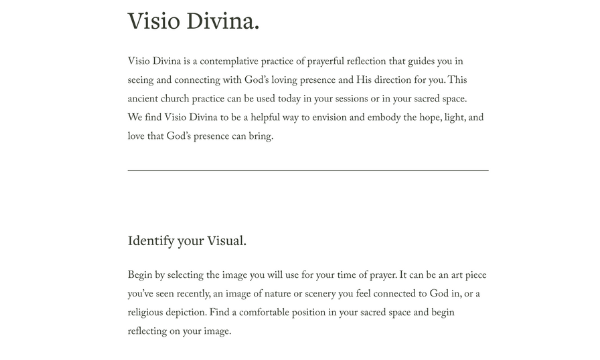 Visio Divina.
Visio Divina is a contemplative practice of prayerful reflection that guides you in
seeing and connecting with God's loving presence and His direction for you. This
ancient church practice can be used today in your sessions or in your sacred space.
We find Visio Divina to be a helpful way to envision and embody the hope, light, and
love that God's presence can bring.
Identify your Visual.
Begin by selecting the image you will use for your time of prayer. It can be an art piece
you've seen recently, an image of nature or scenery you feel connected to God in, or a
religious depiction. Find a comfortable position in your sacred space and begin
reflecting on your image.